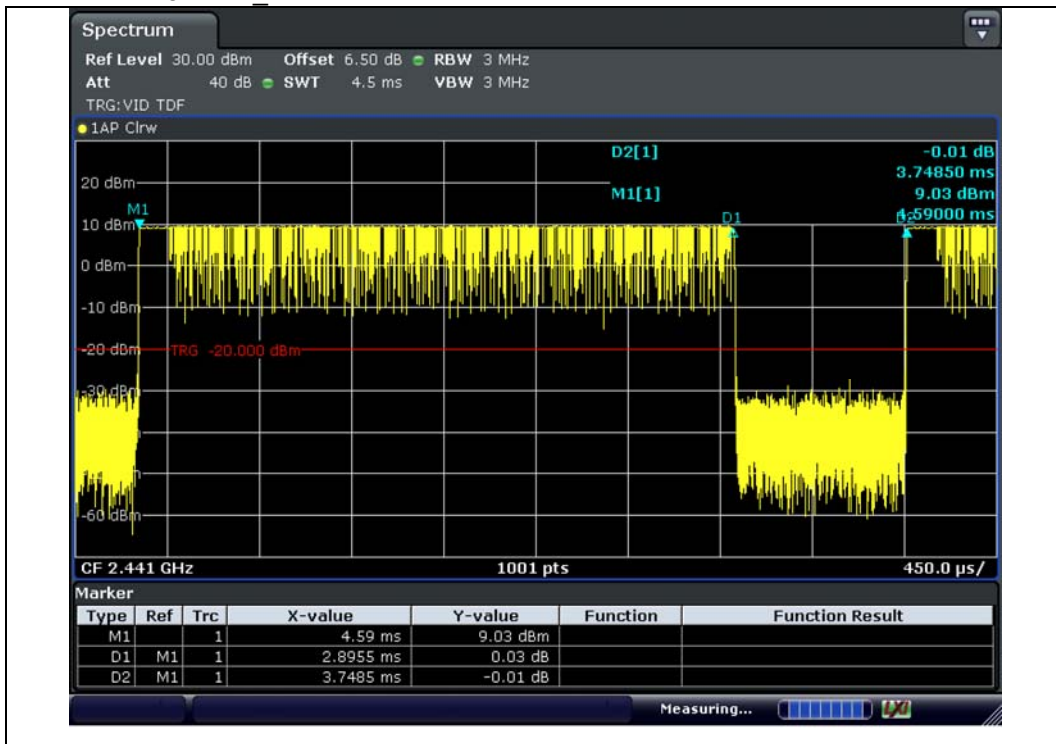 Spectrum
Ref Level 30.00 dBm Offset 6.50 dB RBW 3 MHz
Att 40 dB SWT 4.5 ms VBW 3 MHz
TRG:VID TDF
1AP Clrw
D2[1] -0.01 dB
3.74850 ms
20 dBm
M1[1] 9.03 dBm
M1 D1 D2 4.59000 ms
10 dBm
0 dBm
-10 dBm
-20 dBm TRG -20.000 dBm
-30 dBm
-60 dBm
CF 2.441 GHz 1001 pts 450.0 µs/
Marker
Type Ref Trc X-value Y-value Function Function Result
M1 1 4.59 ms 9.03 dBm
D1 M1 1 2.8955 ms 0.03 dB
D2 M1 1 3.7485 ms -0.01 dB
Measuring... LXI